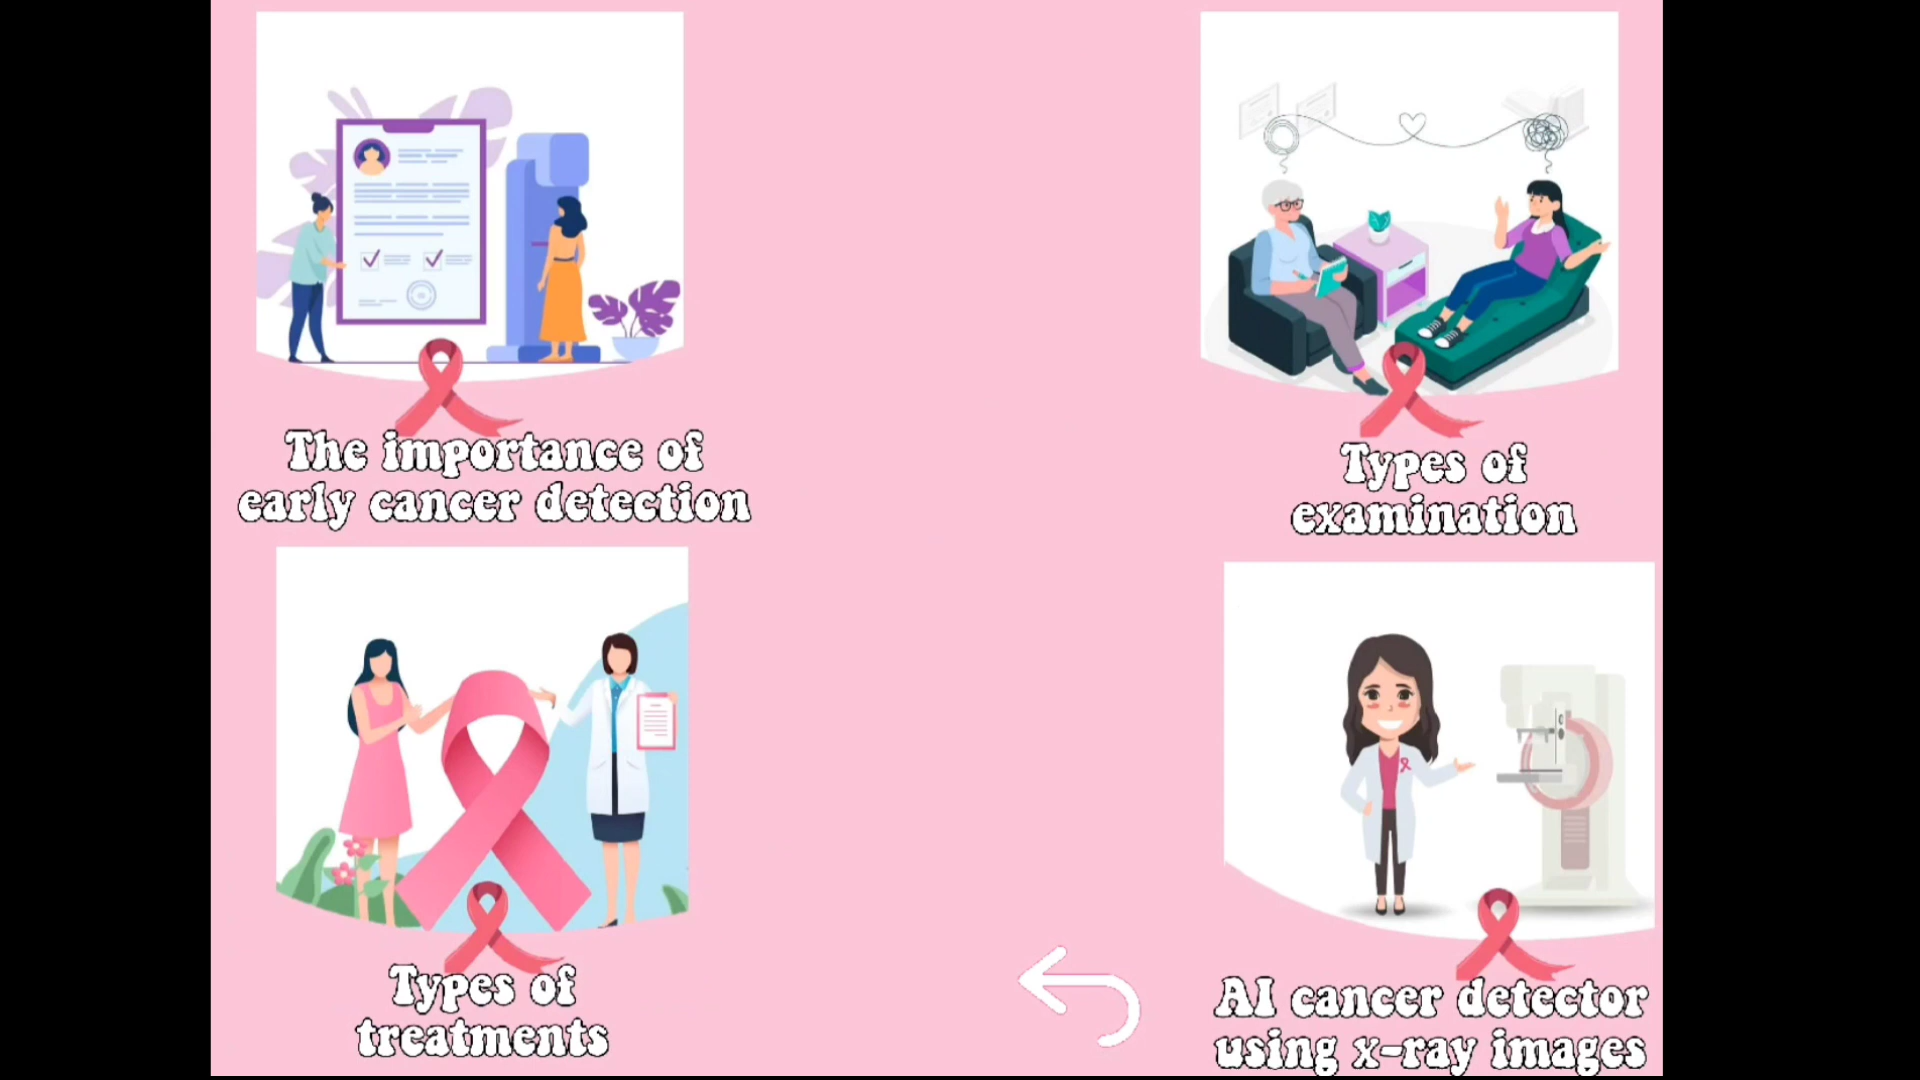 The importance of
early cancer detection
Types of
examination
Types of
treatments
AI cancer detector
using x-ray images